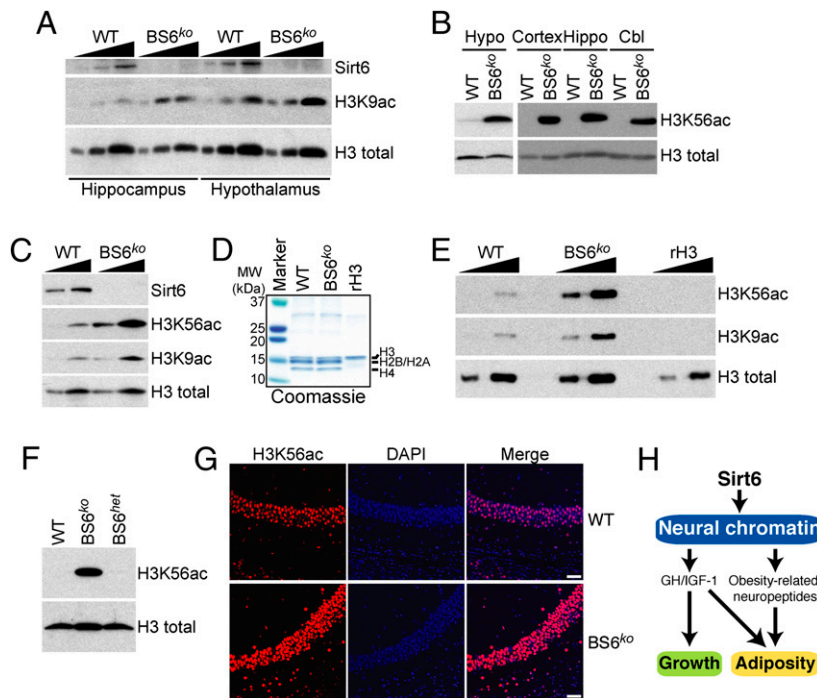 A
WT BS6ko WT BS6ko
Sirt6
H3K9ac
H3 total
Hippocampus Hypothalamus
B
Hypo Cortex Hippo Cbl
WT BS6ko WT BS6ko WT BS6ko WT BS6ko
H3K56ac
H3 total
C
WT BS6ko
Sirt6
H3K56ac
H3K9ac
H3 total
D
MW
(kDa)
Marker WT BS6ko rH3
37
25
20
15
10
H3
H2B/H2A
H4
Coomassie
E
WT BS6ko rH3
H3K56ac
H3K9ac
H3 total
F
WT BS6ko BS6het
H3K56ac
H3 total
G
H3K56ac DAPI Merge
WT
BS6ko
H
Sirt6
Neural chromatin
GH/IGF-1 Obesity-related
neuropeptides
Growth Adiposity